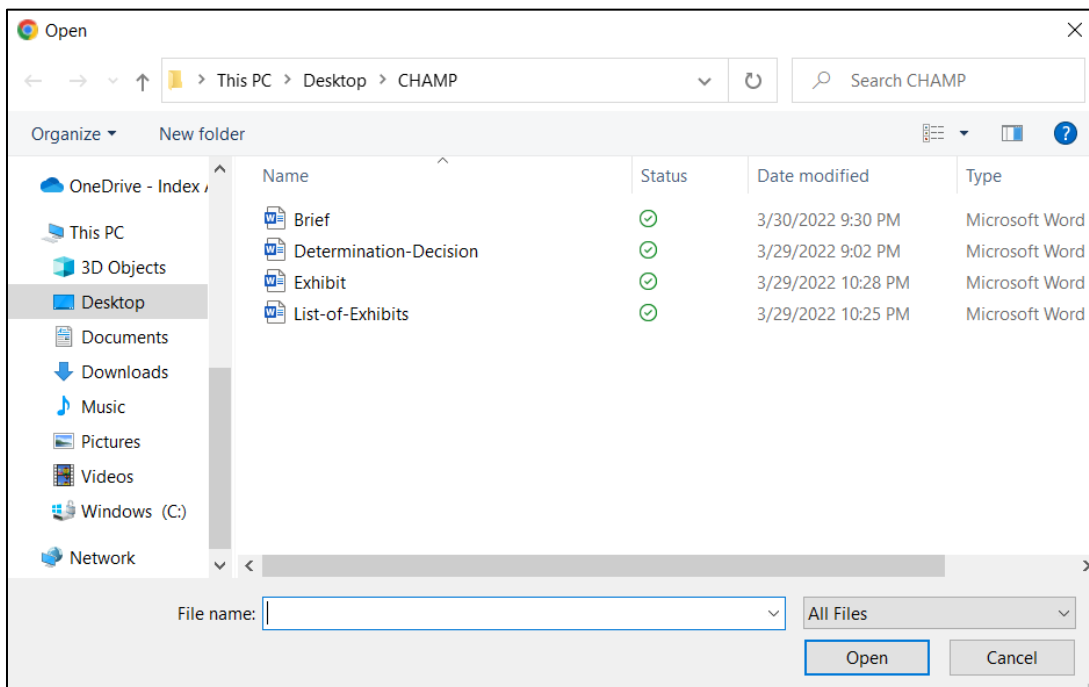 Open
This PC > Desktop > CHAMP
Search CHAMP
Organize
New folder
?
Name
Status
Date modified
Type
OneDrive - Index
This PC
3D Objects
Desktop
Documents
Downloads
Music
Pictures
Videos
Windows (C:)
Network
Brief 3/30/2022 9:30 PM Microsoft Word
Determination-Decision 3/29/2022 9:02 PM Microsoft Word
Exhibit 3/29/2022 10:28 PM Microsoft Word
List-of-Exhibits 3/29/2022 10:25 PM Microsoft Word
File name:
All Files
Open
Cancel